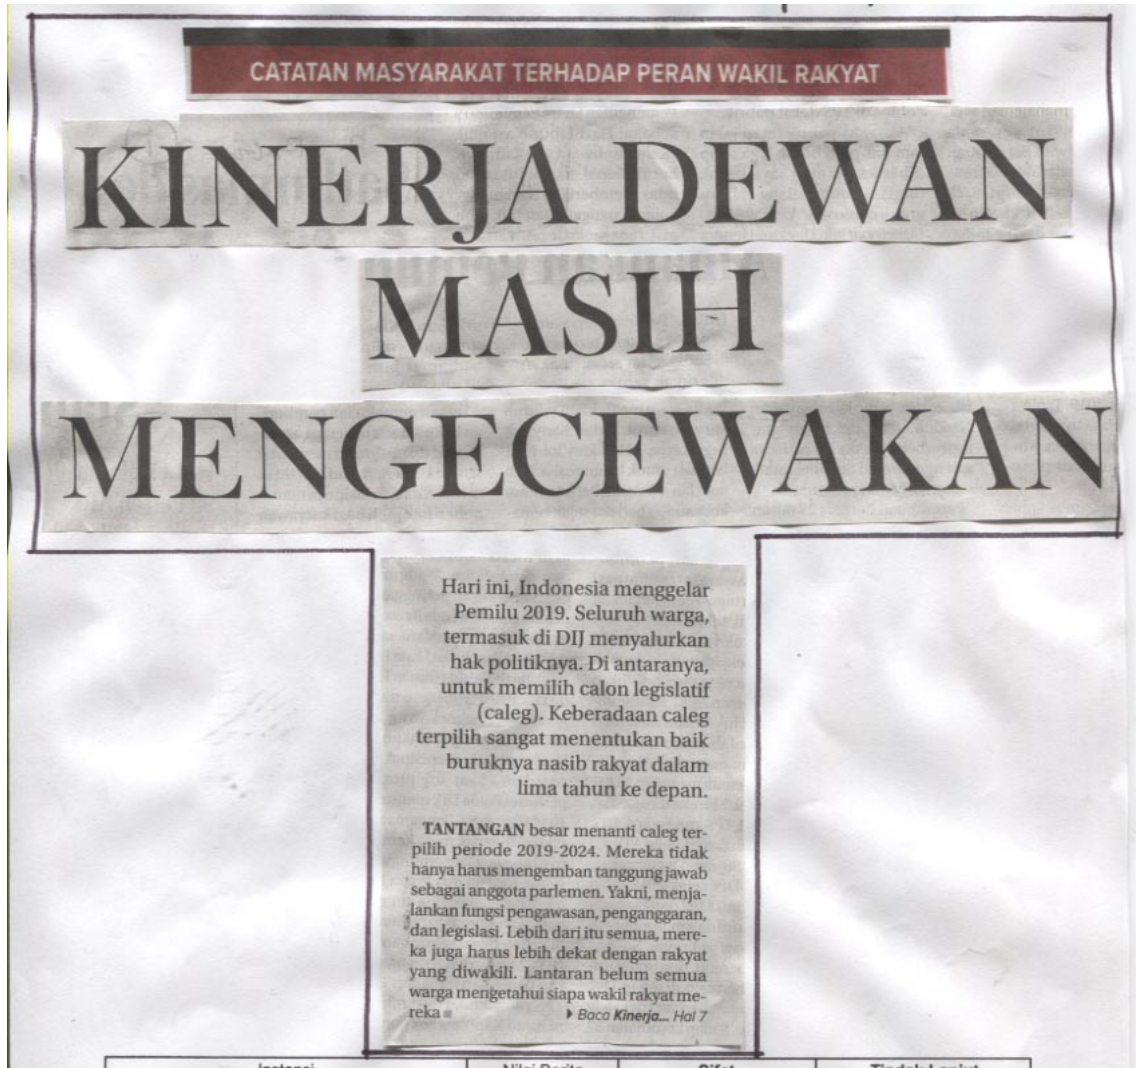 CATATAN MASYARAKAT TERHADAP PERAN WAKIL RAKYAT
KINERJA DEWAN
MASIH
MENGECEWAKAN
Hari ini, Indonesia menggelar
Pemilu 2019. Seluruh warga,
termasuk di DIJ menyalurkan
hak politiknya. Di antaranya,
untuk memilih calon legislatif
(caleg). Keberadaan caleg
terpilih sangat menentukan baik
buruknya nasib rakyat dalam
lima tahun ke depan.
TANTANGAN besar menanti caleg ter-
pilih periode 2019-2024. Mereka tidak
hanya harus mengemban tanggung jawab
sebagai anggota parlemen. Yakni, menja-
lankan fungsi pengawasan, penganggaran,
dan legislasi. Lebih dari itu semua, mere-
ka juga harus lebih dekat dengan rakyat
yang diwakili. Lantaran belum semua
warga mengetahui siapa wakil rakyat me-
reka
Baca Kinerja... Hal 7
Instansi Nilai Berita Sifat Tindak Lanjut